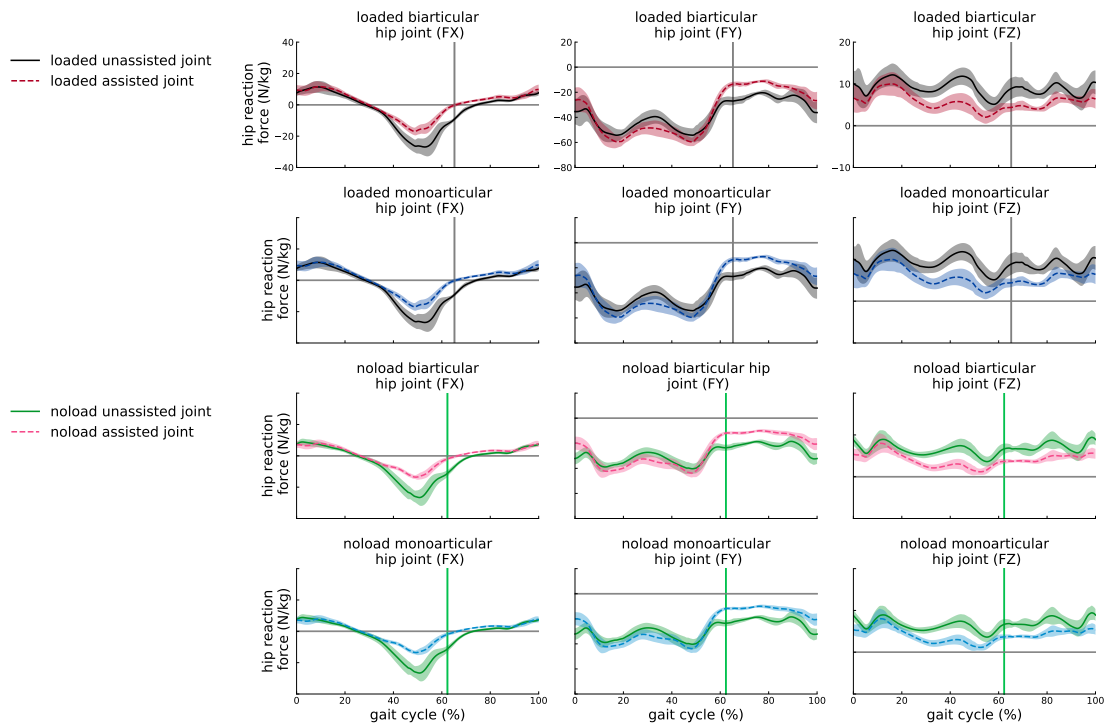 loaded biarticular
hip joint (FX)
loaded biarticular
hip joint (FY)
loaded biarticular
hip joint (FZ)
loaded unassisted joint
loaded assisted joint
hip reaction
force (N/kg)
40
20
0
−20
−40
20
0
−20
−40
−60
−80
20
10
0
−10
loaded monoarticular
hip joint (FX)
loaded monoarticular
hip joint (FY)
loaded monoarticular
hip joint (FZ)
hip reaction
force (N/kg)
noload biarticular
hip joint (FX)
noload biarticular hip
joint (FY)
noload biarticular
hip joint (FZ)
noload unassisted joint
noload assisted joint
hip reaction
force (N/kg)
noload monoarticular
hip joint (FX)
noload monoarticular
hip joint (FY)
noload monoarticular
hip joint (FZ)
hip reaction
force (N/kg)
0 20 40 60 80 100
0 20 40 60 80 100
0 20 40 60 80 100
gait cycle (%)
gait cycle (%)
gait cycle (%)